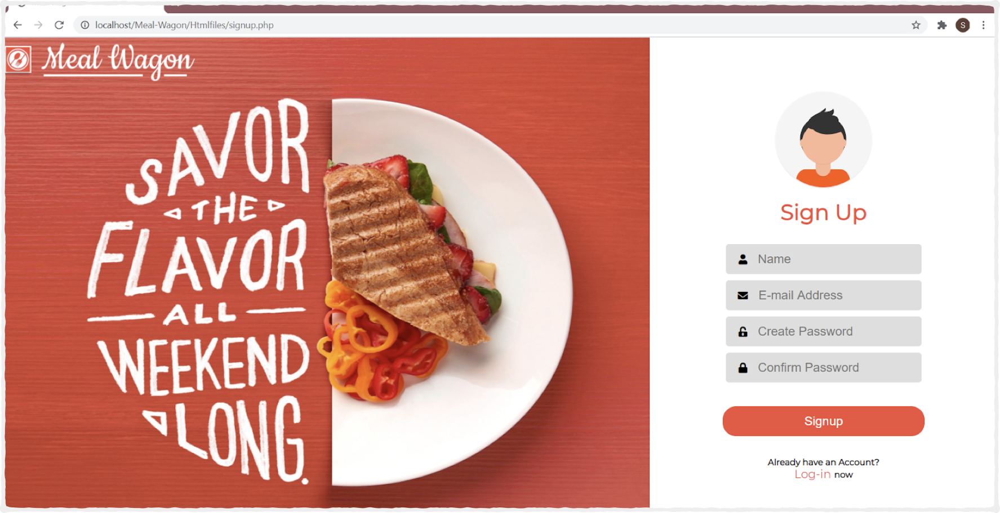 localhost/Meal-Wagon/Htmlfiles/signup.php
S
Meal Wagon
SAVOR
THE
FLAVOR
ALL
WEEKEND
LONG.
Sign Up
Name
E-mail Address
Create Password
Confirm Password
Signup
Already have an Account?
Log-in now